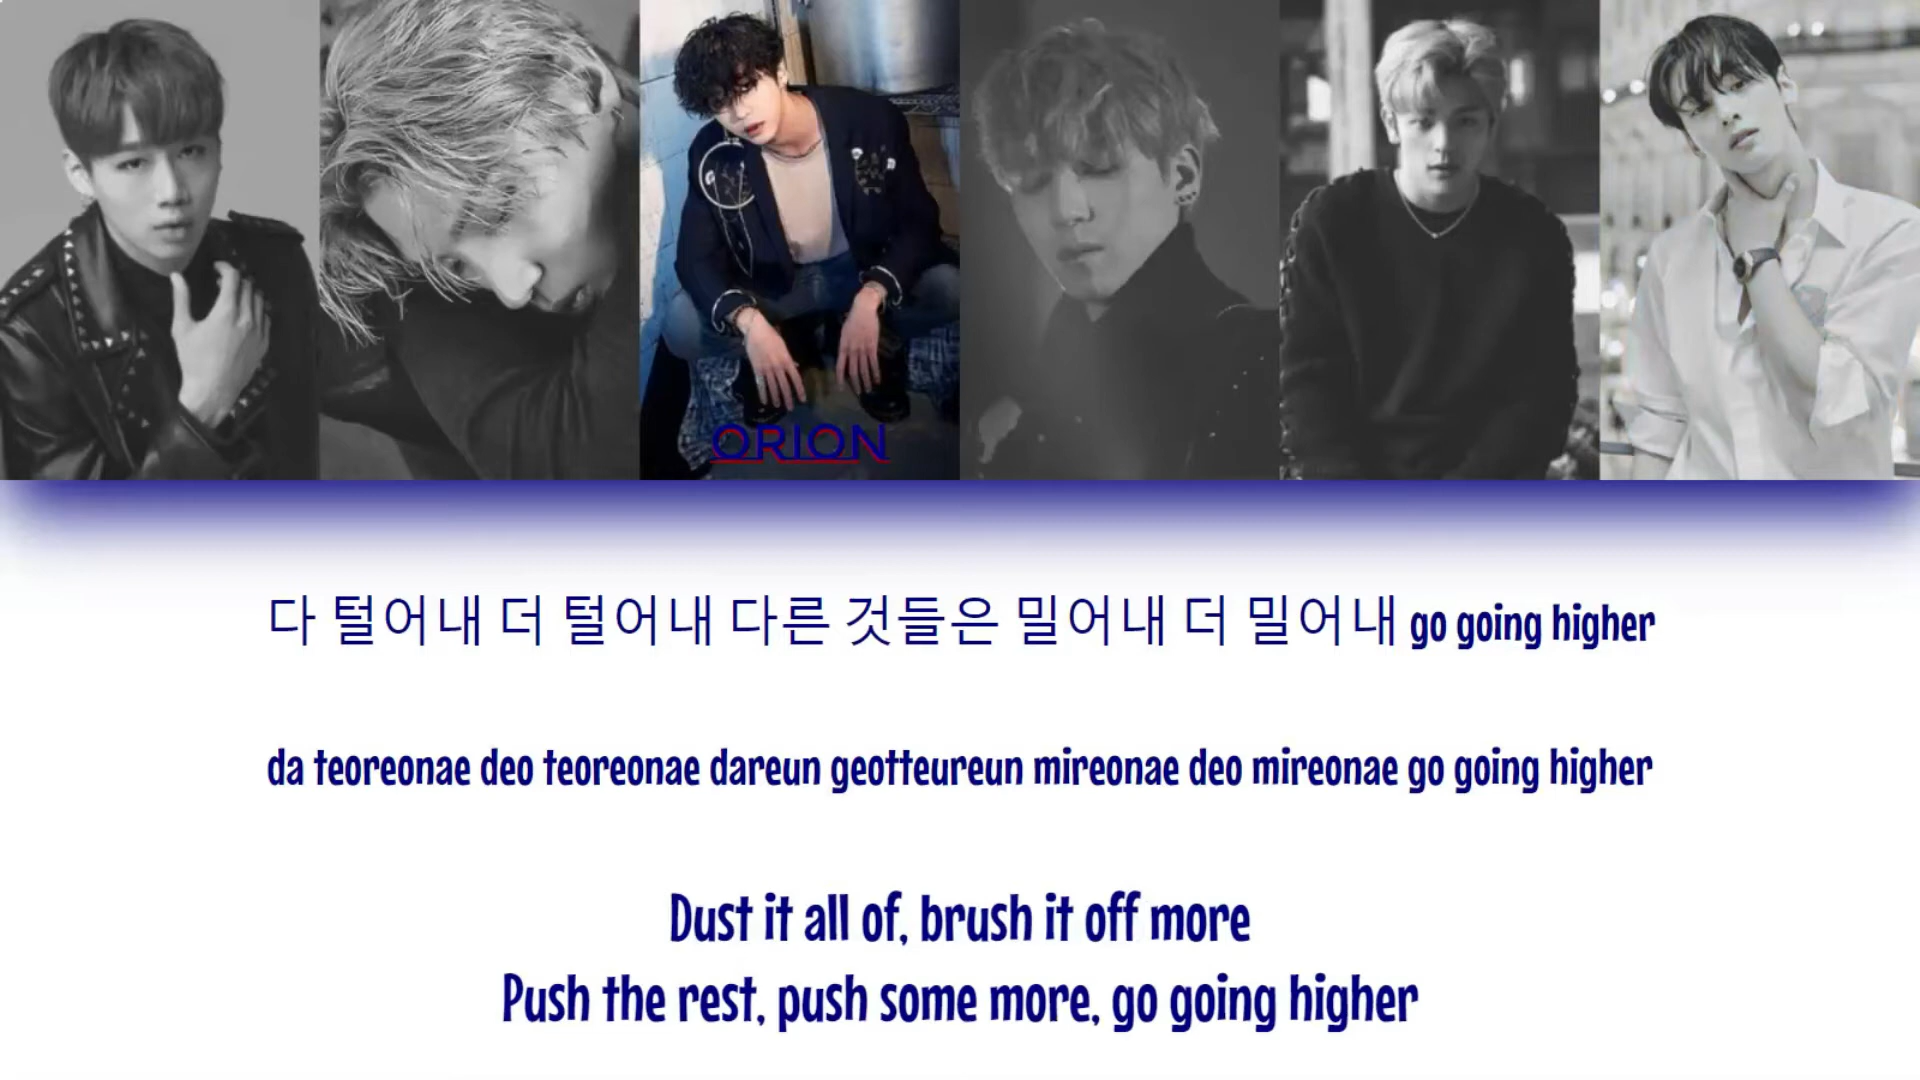 ORION
다 털어내 더 털어내 다른 것들은 밀어내 더 밀어내 go going higher
da teoreonae deo teoreonae dareun geotteureun mireonae deo mireonae go going higher
Dust it all of, brush it off more
Push the rest, push some more, go going higher